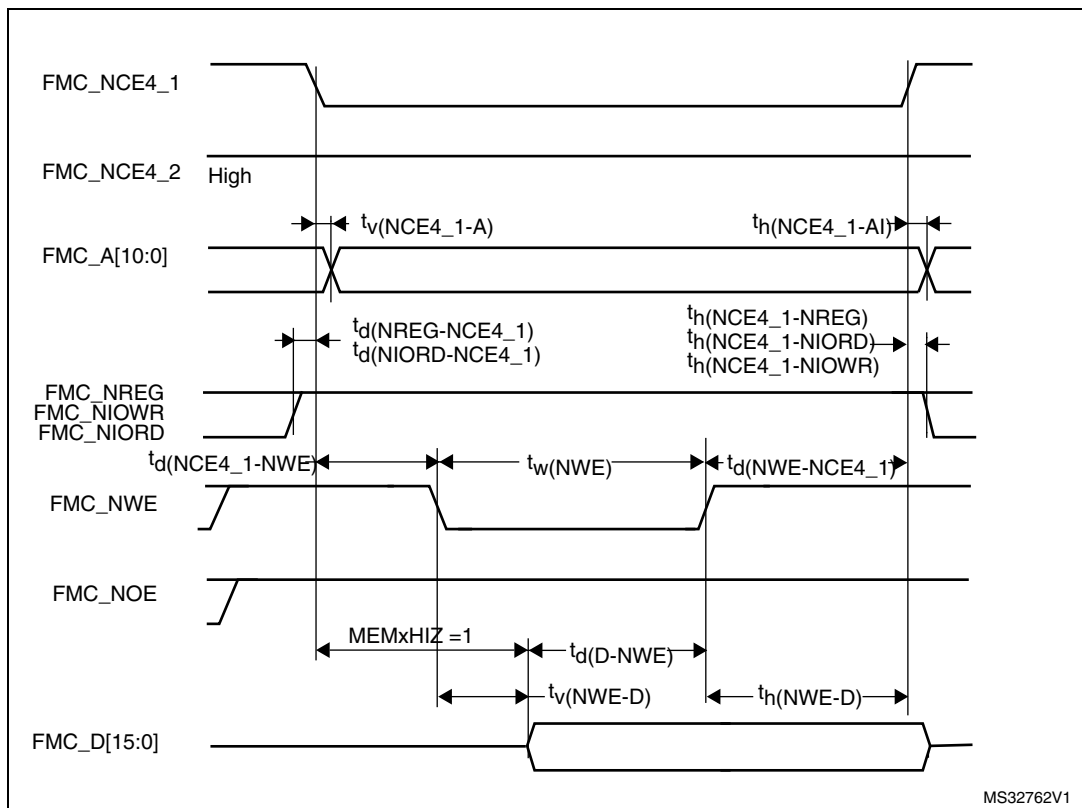 FMC_NCE4_1
FMC_NCE4_2 High
tv(NCE4_1-A)
th(NCE4_1-AI)
FMC_A[10:0]
td(NREG-NCE4_1)
td(NIORD-NCE4_1)
th(NCE4_1-NREG)
th(NCE4_1-NIORD)
th(NCE4_1-NIOWR)
FMC_NREG
FMC_NIOWR
FMC_NIORD
td(NCE4_1-NWE)
tw(NWE)
td(NWE-NCE4_1)
FMC_NWE
FMC_NOE
MEMxHIZ =1
td(D-NWE)
tv(NWE-D)
th(NWE-D)
FMC_D[15:0]
MS32762V1